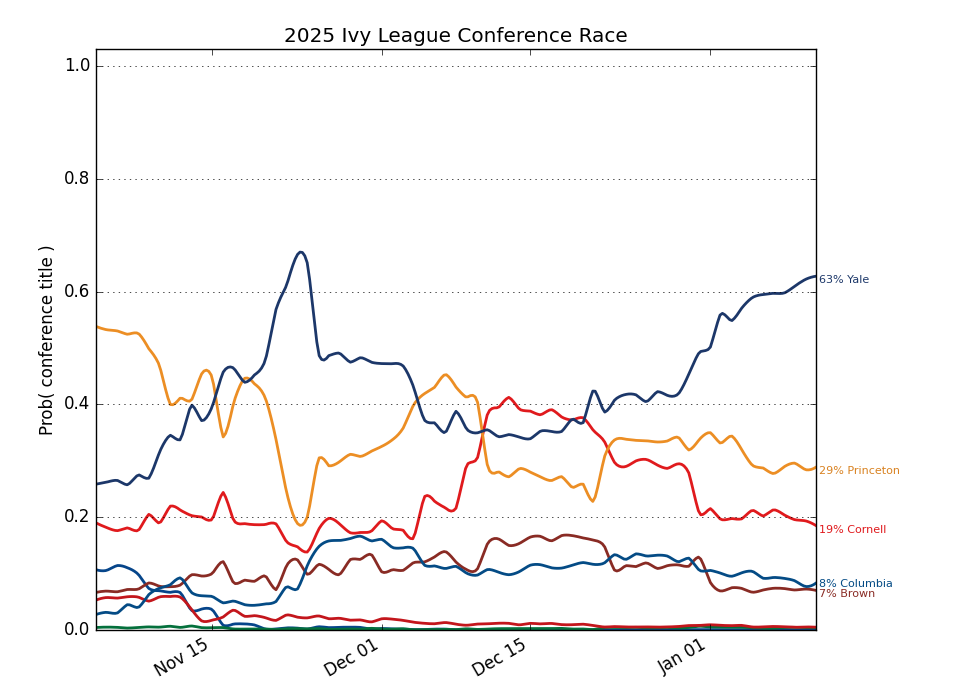 2025 Ivy League Conference Race
Prob( conference title )
1.0
0.8
0.6
0.4
0.2
0.0
63% Yale
29% Princeton
19% Cornell
8% Columbia
7% Brown
Nov 15
Dec 01
Dec 15
Jan 01